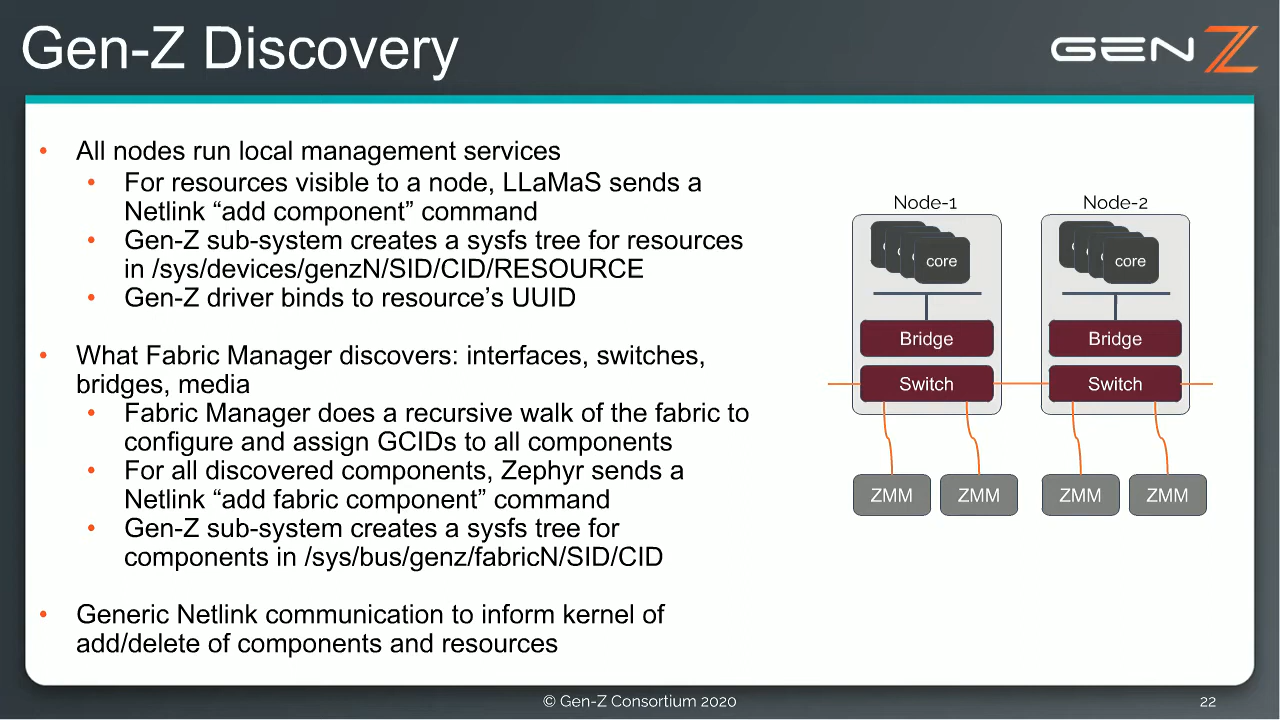 Gen-Z Discovery
GEN Z
• All nodes run local management services
• For resources visible to a node, LLaMaS sends a
Netlink “add component” command
• Gen-Z sub-system creates a sysfs tree for resources
in /sys/devices/genzN/SID/CID/RESOURCE
• Gen-Z driver binds to resource’s UUID
• What Fabric Manager discovers: interfaces, switches,
bridges, media
• Fabric Manager does a recursive walk of the fabric to
configure and assign GCIDs to all components
• For all discovered components, Zephyr sends a
Netlink “add fabric component” command
• Gen-Z sub-system creates a sysfs tree for
components in /sys/bus/genz/fabricN/SID/CID
• Generic Netlink communication to inform kernel of
add/delete of components and resources
Node-1 Node-2
core core
Bridge Bridge
Switch Switch
ZMM ZMM ZMM ZMM
© Gen-Z Consortium 2020
22